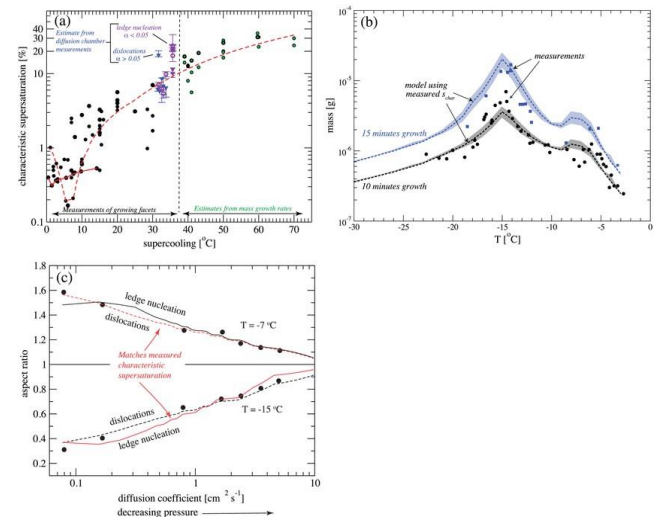 (a)
Estimate from
diffusion chamber
mesurements
ledge nucleation
α < 0.05
dislocations
α > 0.05
characteristic supersaturation [%]
40
30
20
10
1
0.1
Measurements of growing facets
Estimates from mass growth rates
0 10 20 30 40 50 60 70
supercooling [°C]
(b)
measurements
model using
measured s_char
15 minutes growth
10 minutes growth
mass [g]
10^-4
10^-5
10^-6
10^-7
-30 -25 -20 -15 -10 -5 0
T [°C]
(c)
ledge nucleation
dislocations
T = -7 °C
Matches measured
characteristic
supersaturation
dislocations
ledge nucleation
T = -15 °C
aspect ratio
1.8
1.6
1.4
1.2
1
0.8
0.6
0.4
0.2
0.1 1 10
diffusion coefficient [cm^2 s^-1]
decreasing pressure